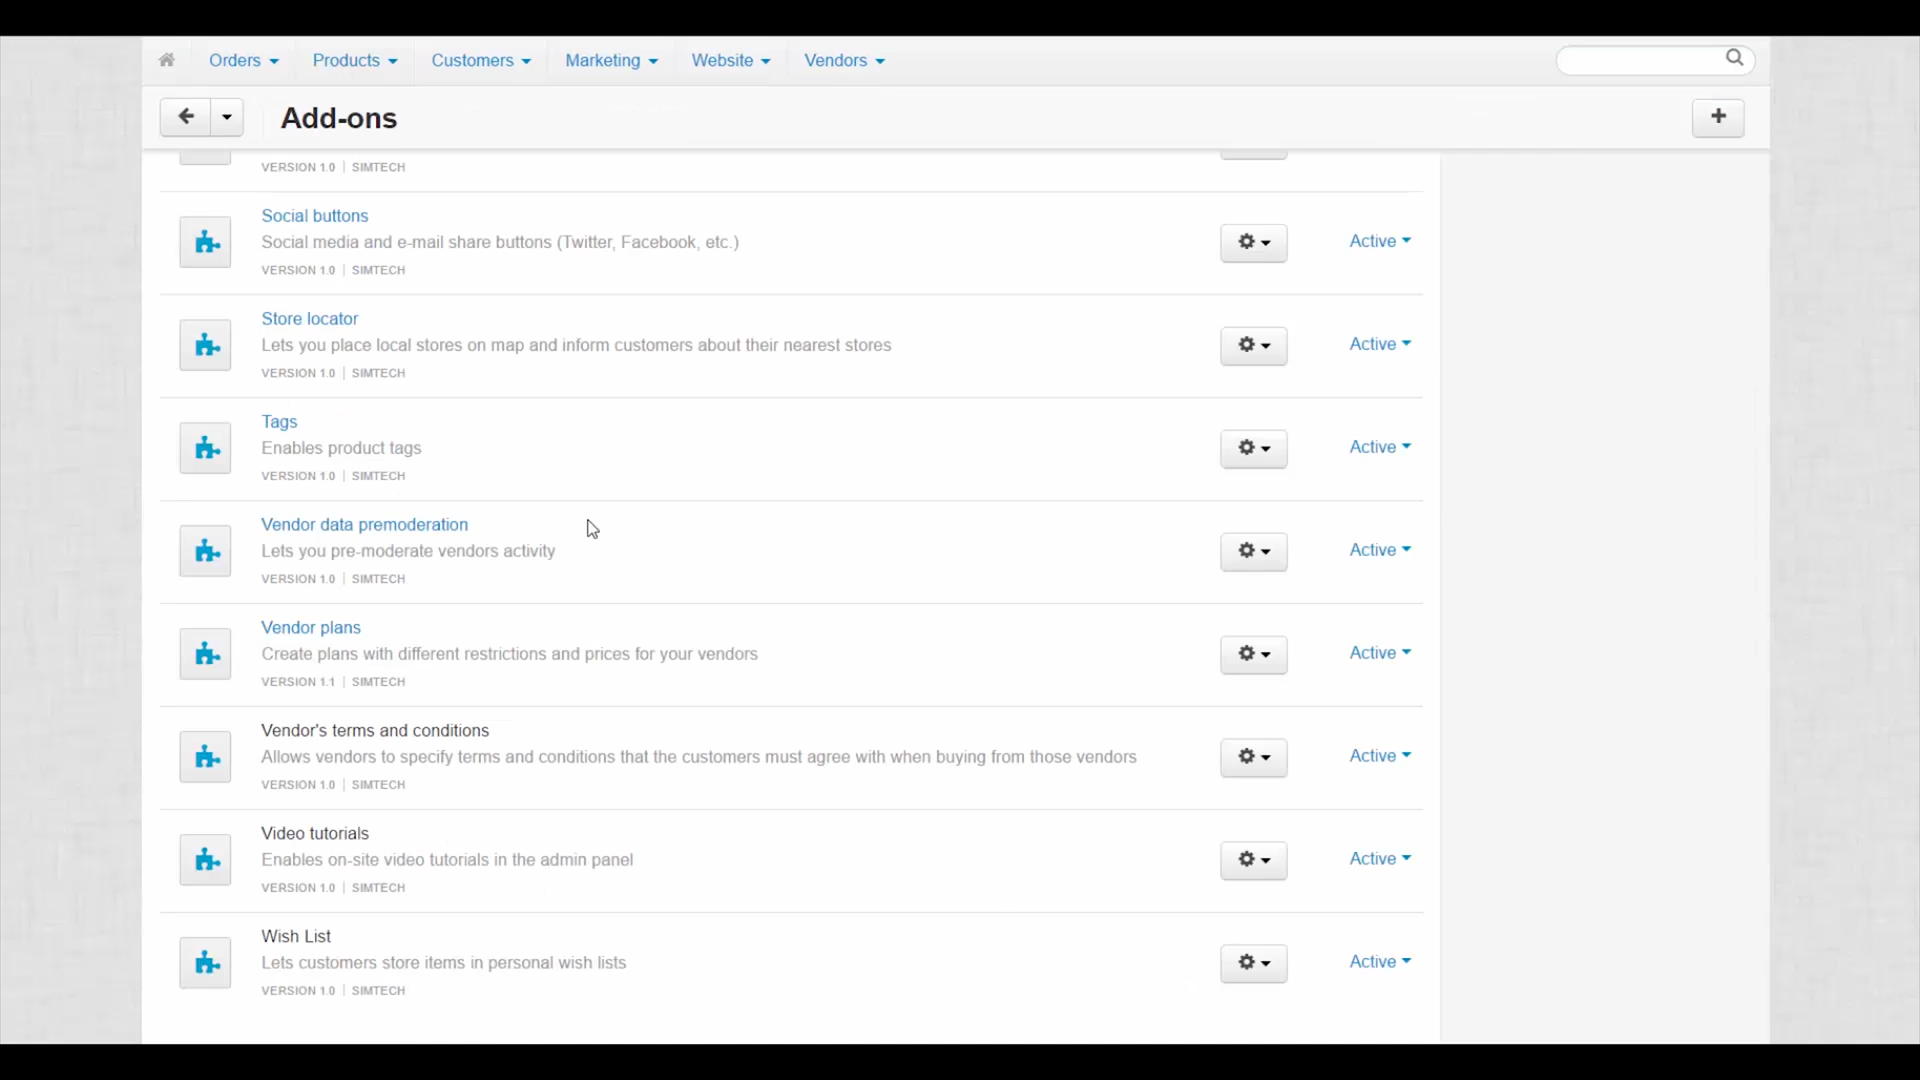 Orders Products Customers Marketing Website Vendors
Add-ons
VERSION 1.0 | SIMTECH
Social buttons
Social media and e-mail share buttons (Twitter, Facebook, etc.)
Active
VERSION 1.0 | SIMTECH
Store locator
Lets you place local stores on map and inform customers about their nearest stores
Active
VERSION 1.0 | SIMTECH
Tags
Enables product tags
Active
VERSION 1.0 | SIMTECH
Vendor data premoderation
Lets you pre-moderate vendors activity
Active
VERSION 1.0 | SIMTECH
Vendor plans
Create plans with different restrictions and prices for your vendors
Active
VERSION 1.1 | SIMTECH
Vendor's terms and conditions
Allows vendors to specify terms and conditions that the customers must agree with when buying from those vendors
Active
VERSION 1.0 | SIMTECH
Video tutorials
Enables on-site video tutorials in the admin panel
Active
VERSION 1.0 | SIMTECH
Wish List
Lets customers store items in personal wish lists
Active
VERSION 1.0 | SIMTECH